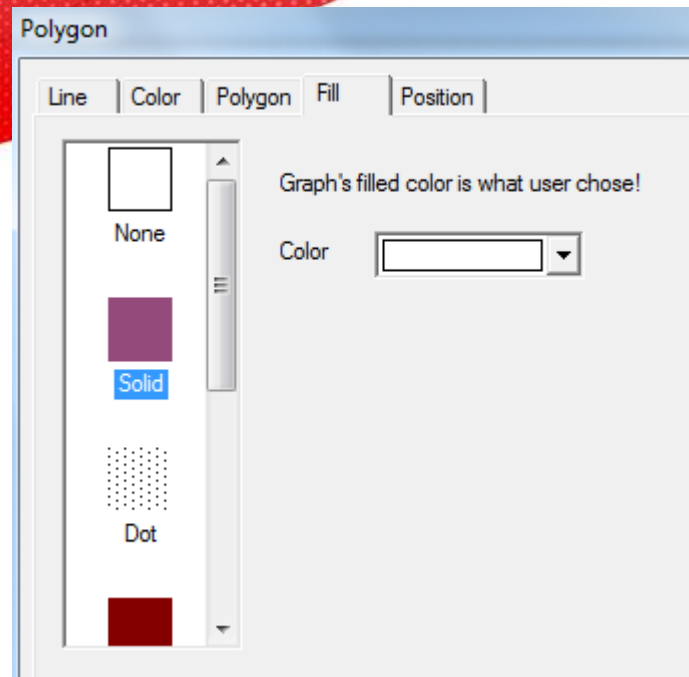 Polygon
Line Color Polygon Fill Position
Graph's filled color is what user chose!
None
Color
Solid
Dot